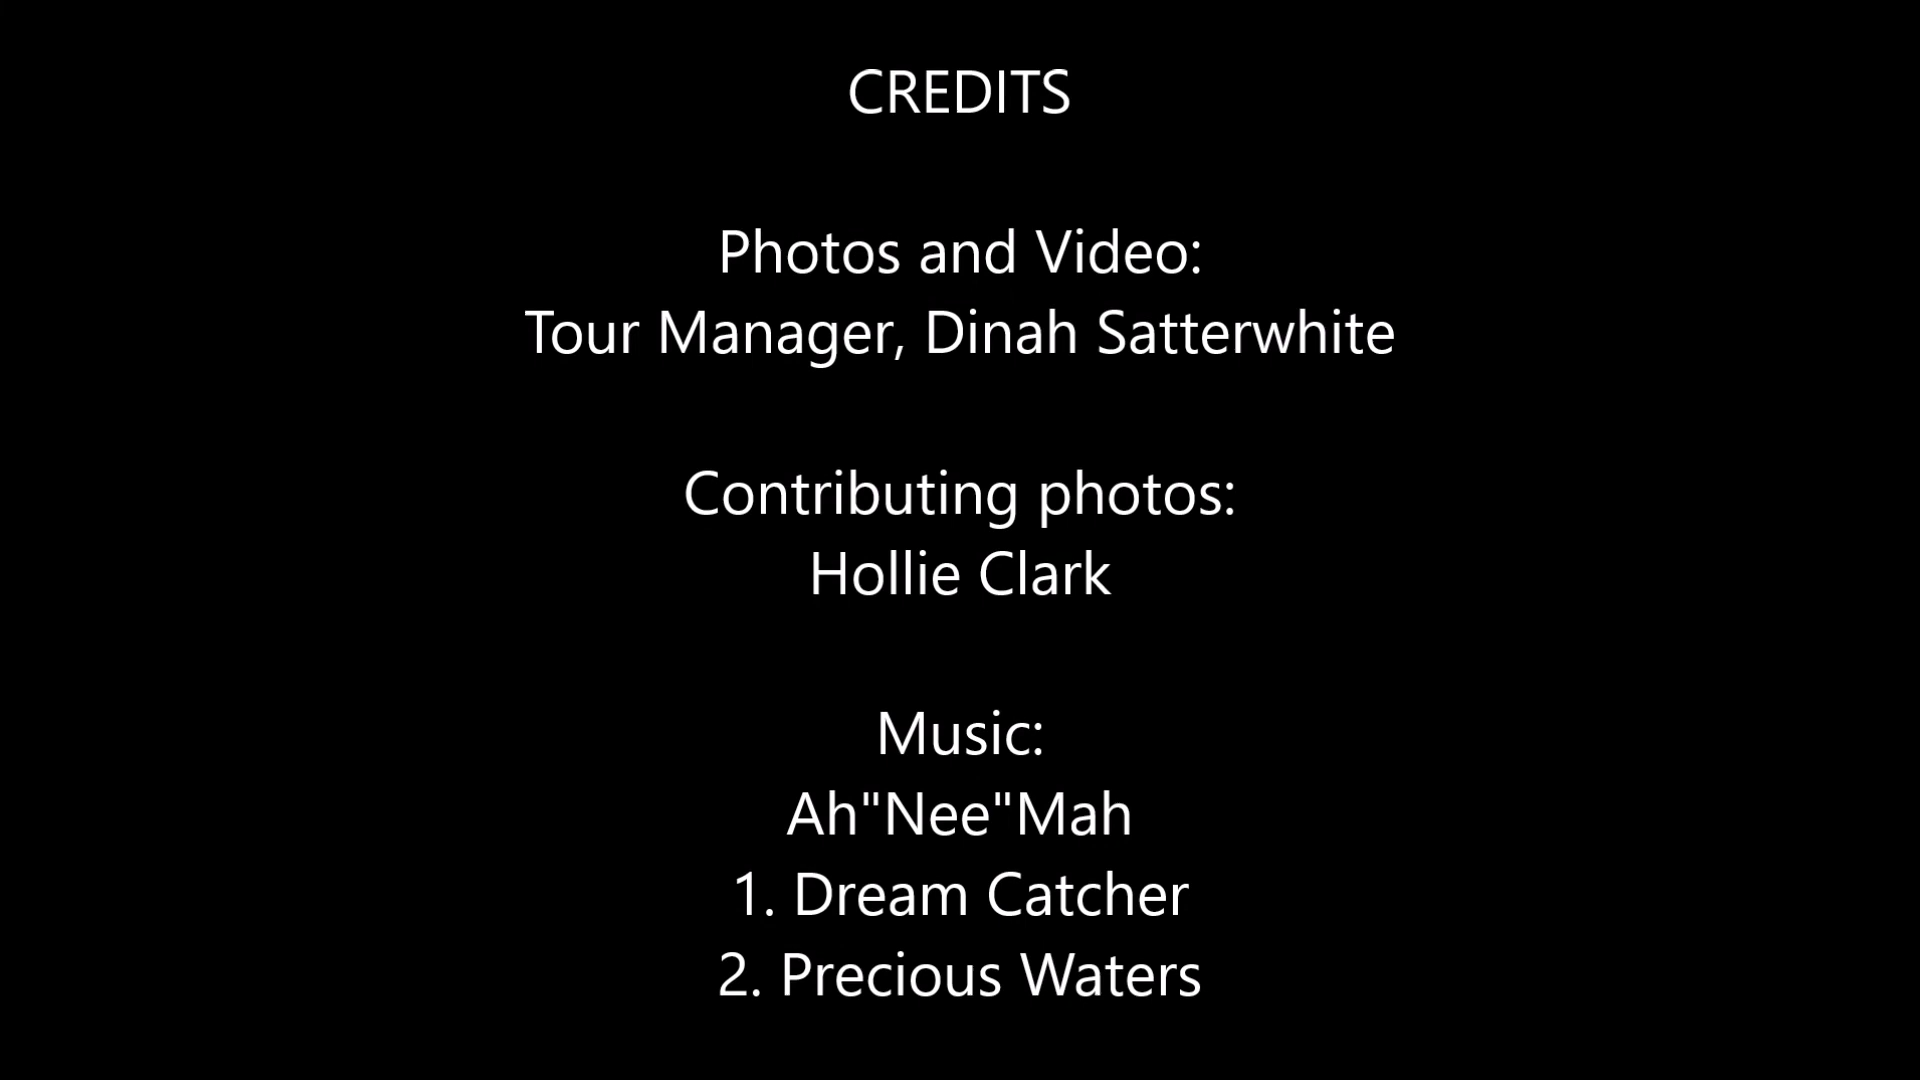 CREDITS
Photos and Video:
Tour Manager, Dinah Satterwhite
Contributing photos:
Hollie Clark
Music:
Ah"Nee"Mah
1. Dream Catcher
2. Precious Waters